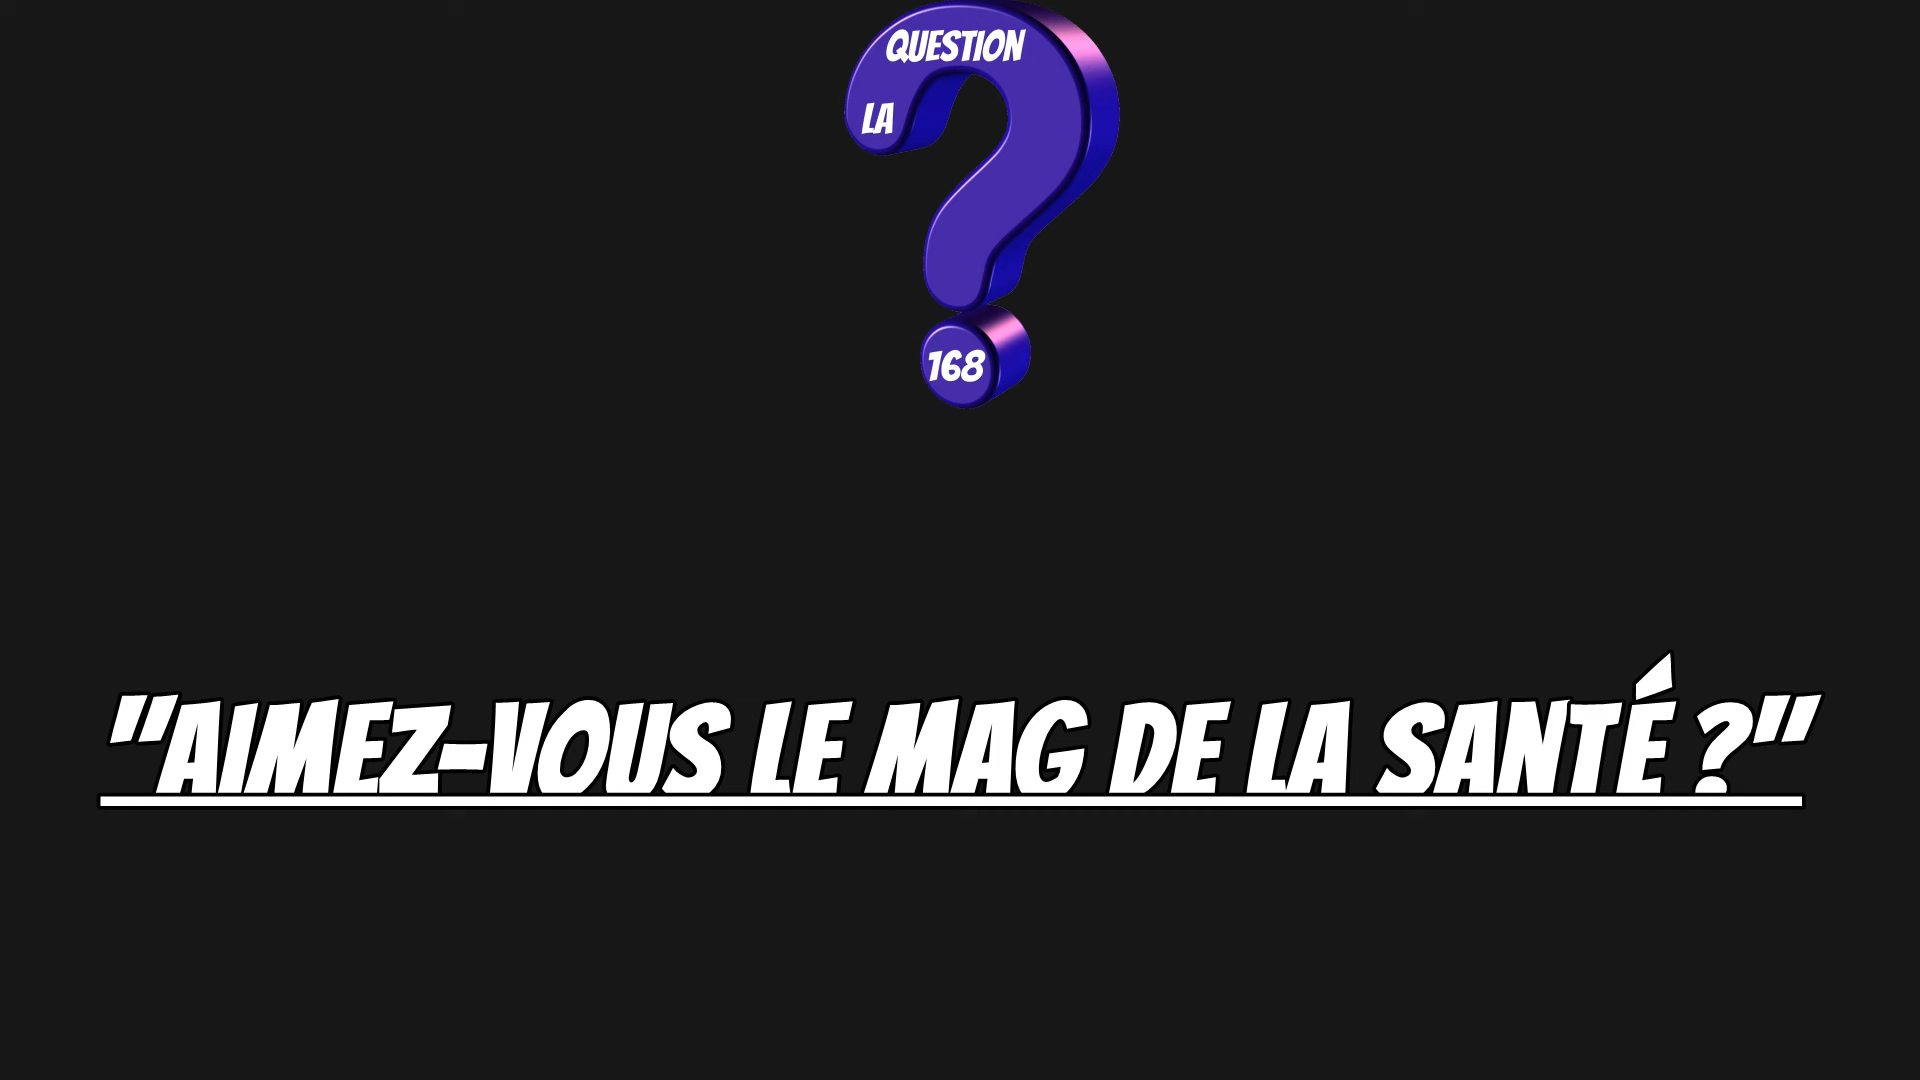 QUESTION
LA
168
"AIMEZ-VOUS LE MAG DE LA SANTÉ ?"